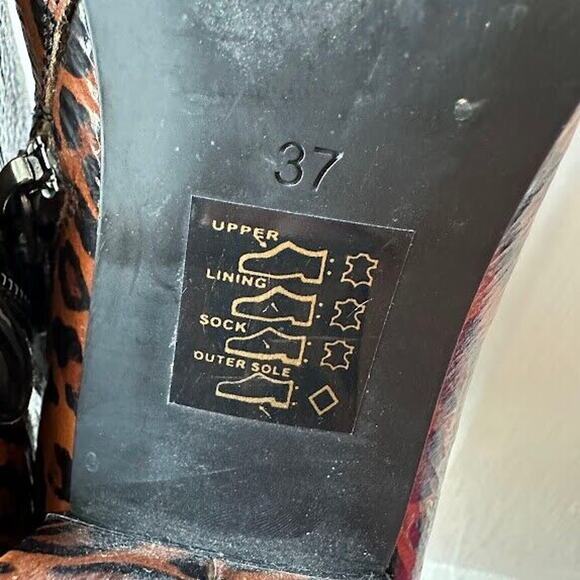 37
UPPER
LINING
SOCK
OUTER SOLE